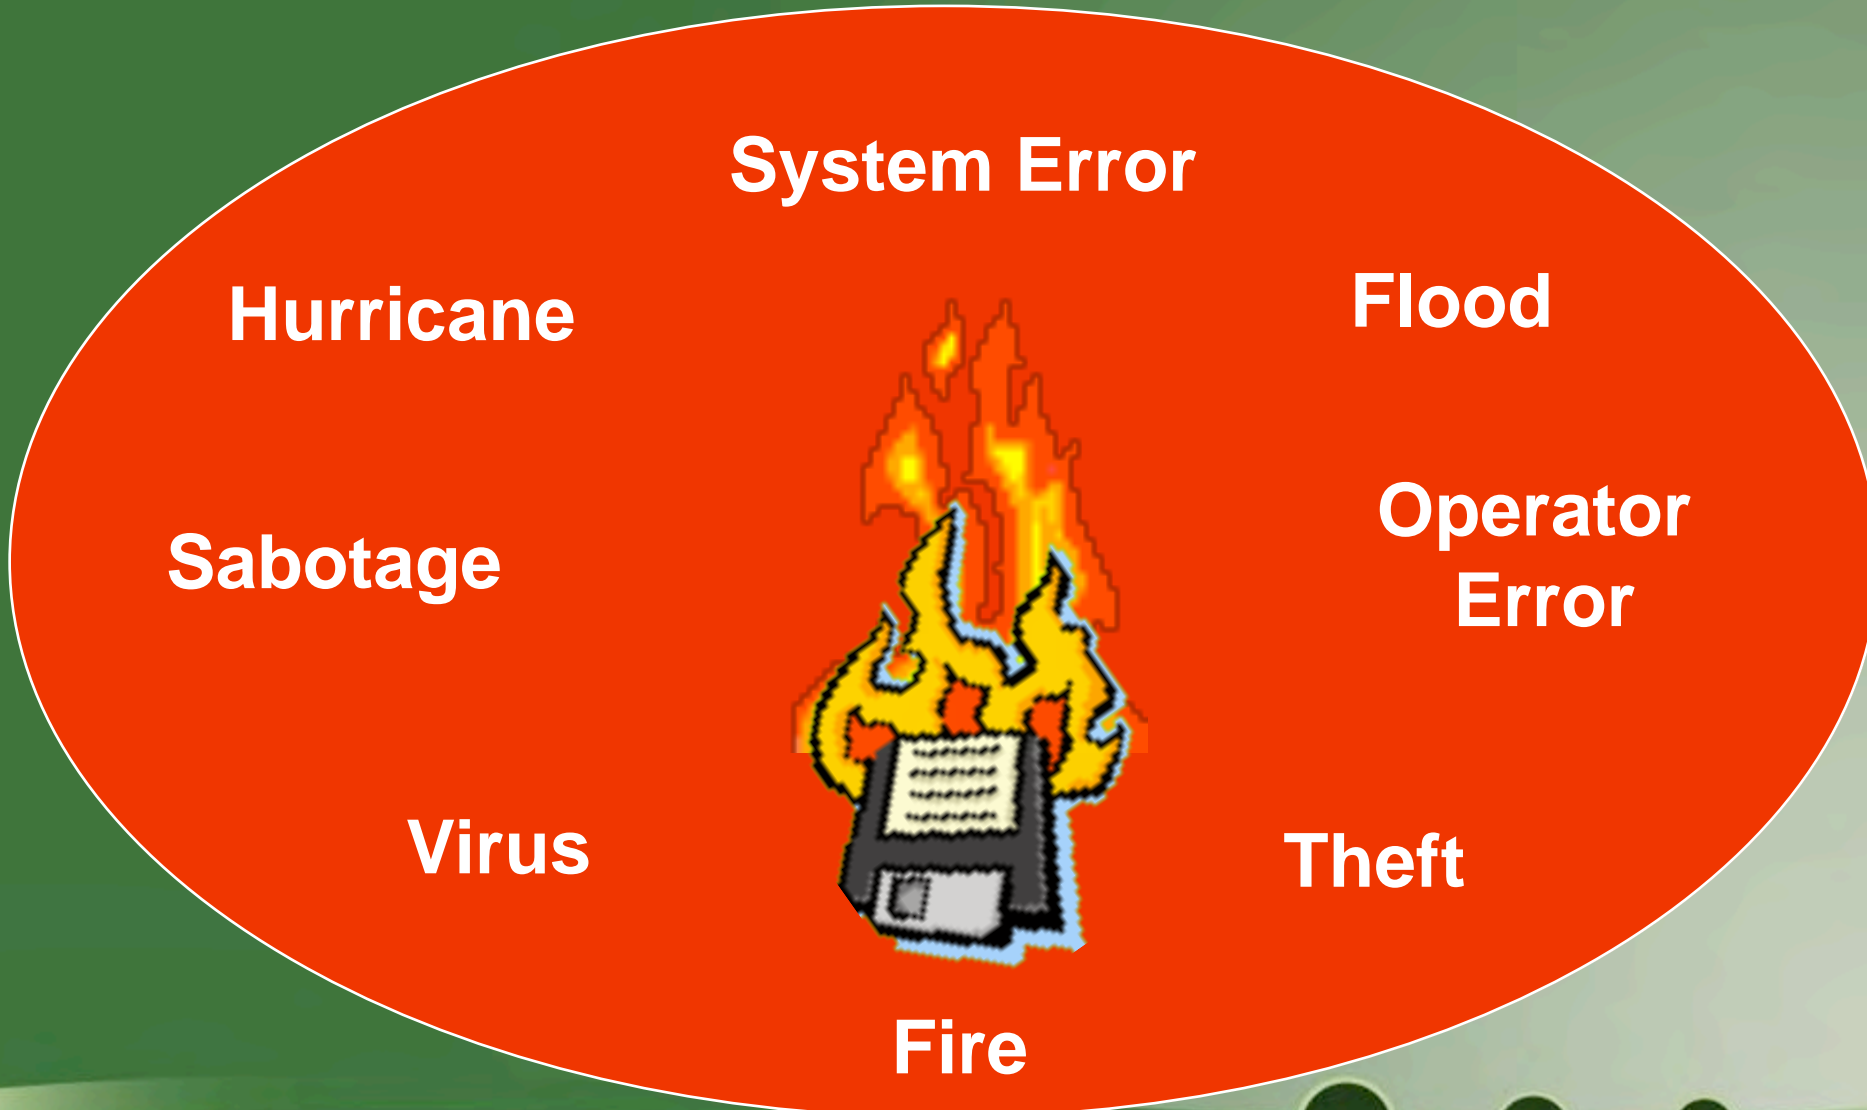 System Error
Hurricane
Flood
Sabotage
Operator
Error
Virus
Theft
Fire